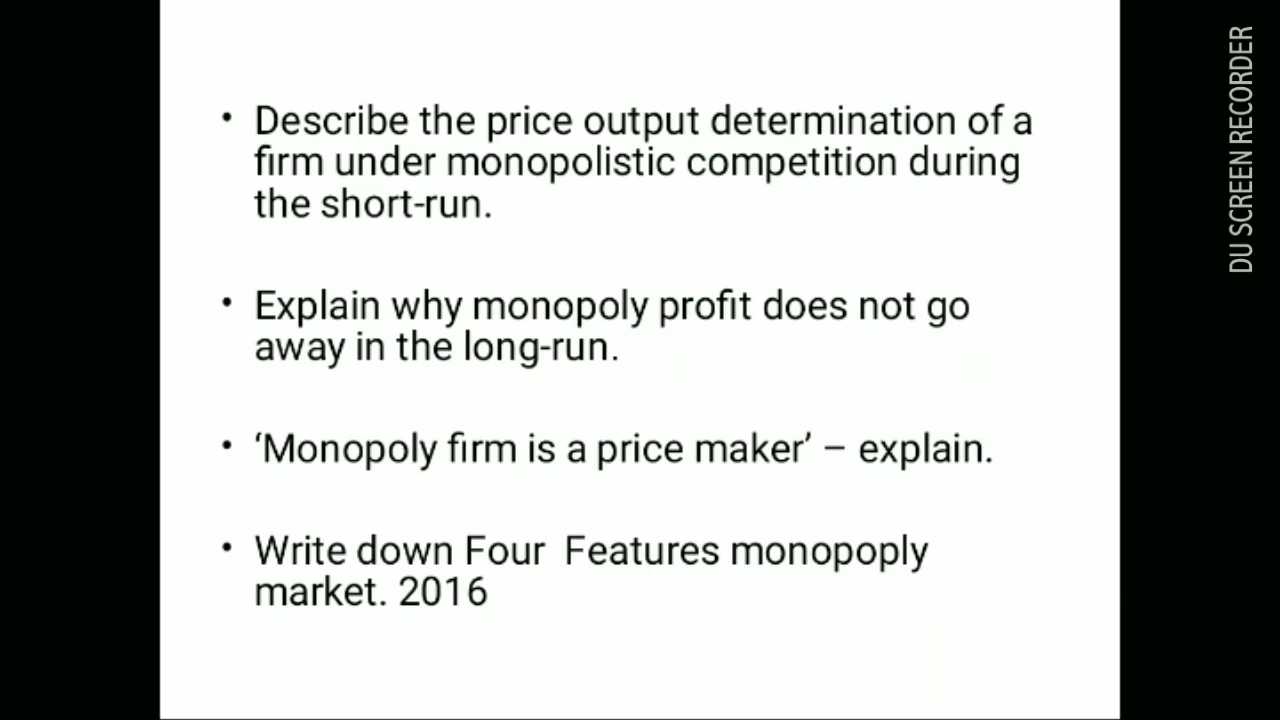 • Describe the price output determination of a
firm under monopolistic competition during
the short-run.
• Explain why monopoly profit does not go
away in the long-run.
• ‘Monopoly firm is a price maker’ – explain.
• Write down Four  Features monopoply
market. 2016
DU SCREEN RECORDER